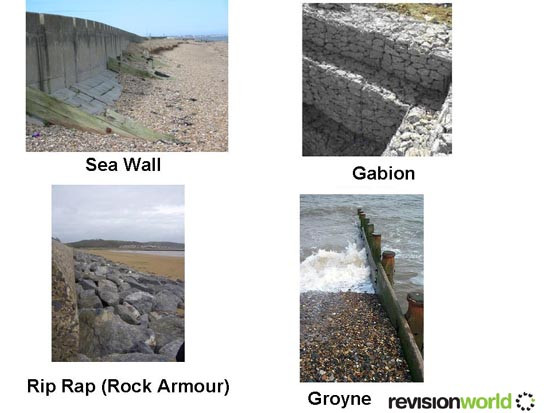 Sea Wall
Gabion
Rip Rap (Rock Armour)
Groyne
revisionworld